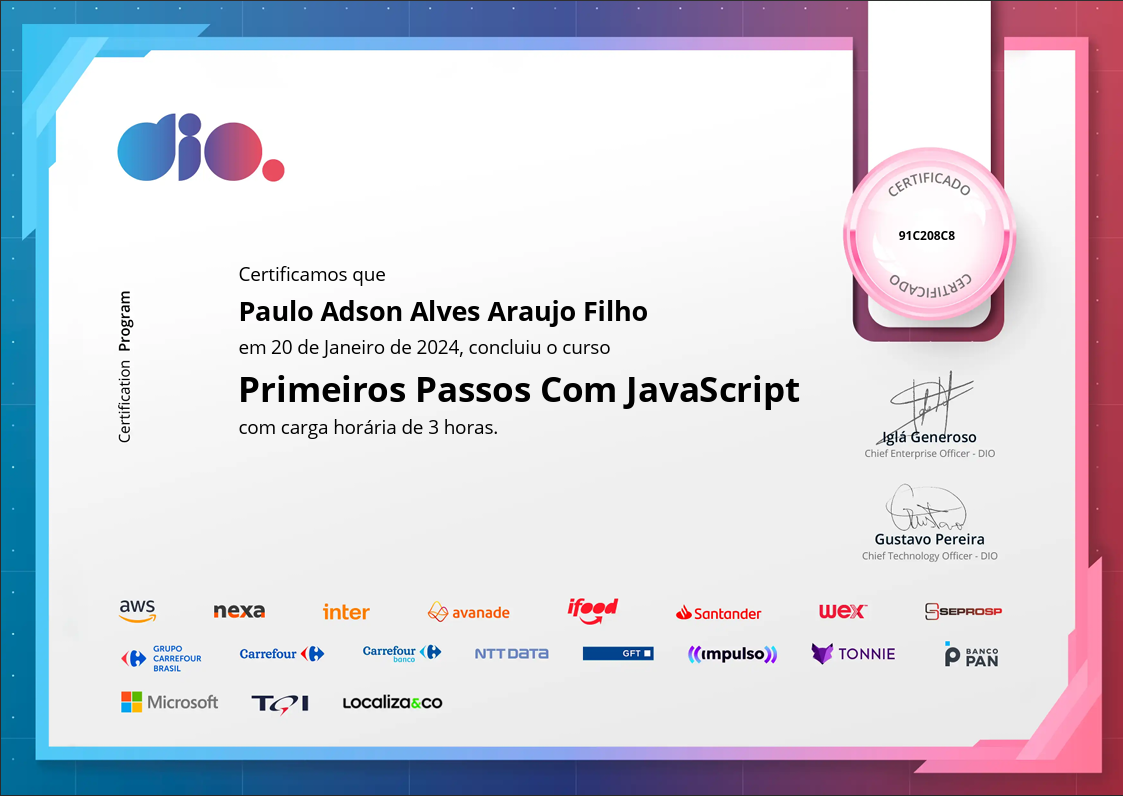 dio.
CERTIFICADO
91C208C8
CERTIFICADO
Certification Program
Certificamos que
Paulo Adson Alves Araujo Filho
em 20 de Janeiro de 2024, concluiu o curso
Primeiros Passos Com JavaScript
com carga horária de 3 horas.
Iglá Generoso
Chief Enterprise Officer - DIO
Gustavo Pereira
Chief Technology Officer - DIO
aws nexa inter avanade ifood Santander wex SEPROSP
GRUPO CARREFOUR BRASIL Carrefour Carrefour banco NTT DATA GFT impulso TONNIE BANCO PAN
Microsoft TQI LOCALIZA&CO